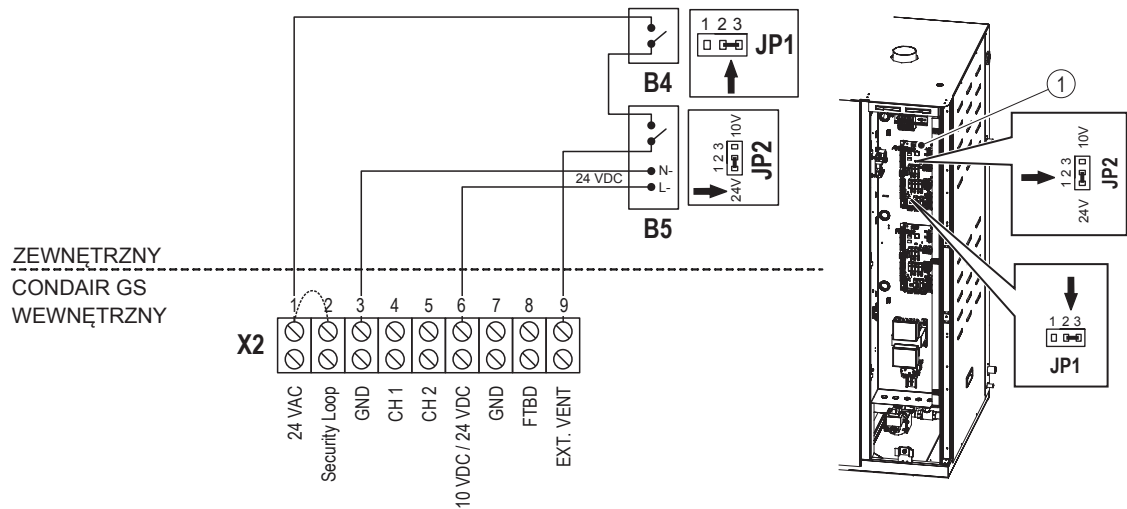 1 2 3
JP1
B4
1 2 3
10V
24V
JP2
24 VDC
N-
L-
B5
ZEWNĘTRZNY
CONDAIR GS
WEWNĘTRZNY
X2
1 2 3 4 5 6 7 8 9
24 VAC
Security Loop
GND
CH 1
CH 2
10 VDC / 24 VDC
GND
FTBD
EXT. VENT
1
1 2 3
10V
24V
JP2
1 2 3
JP1